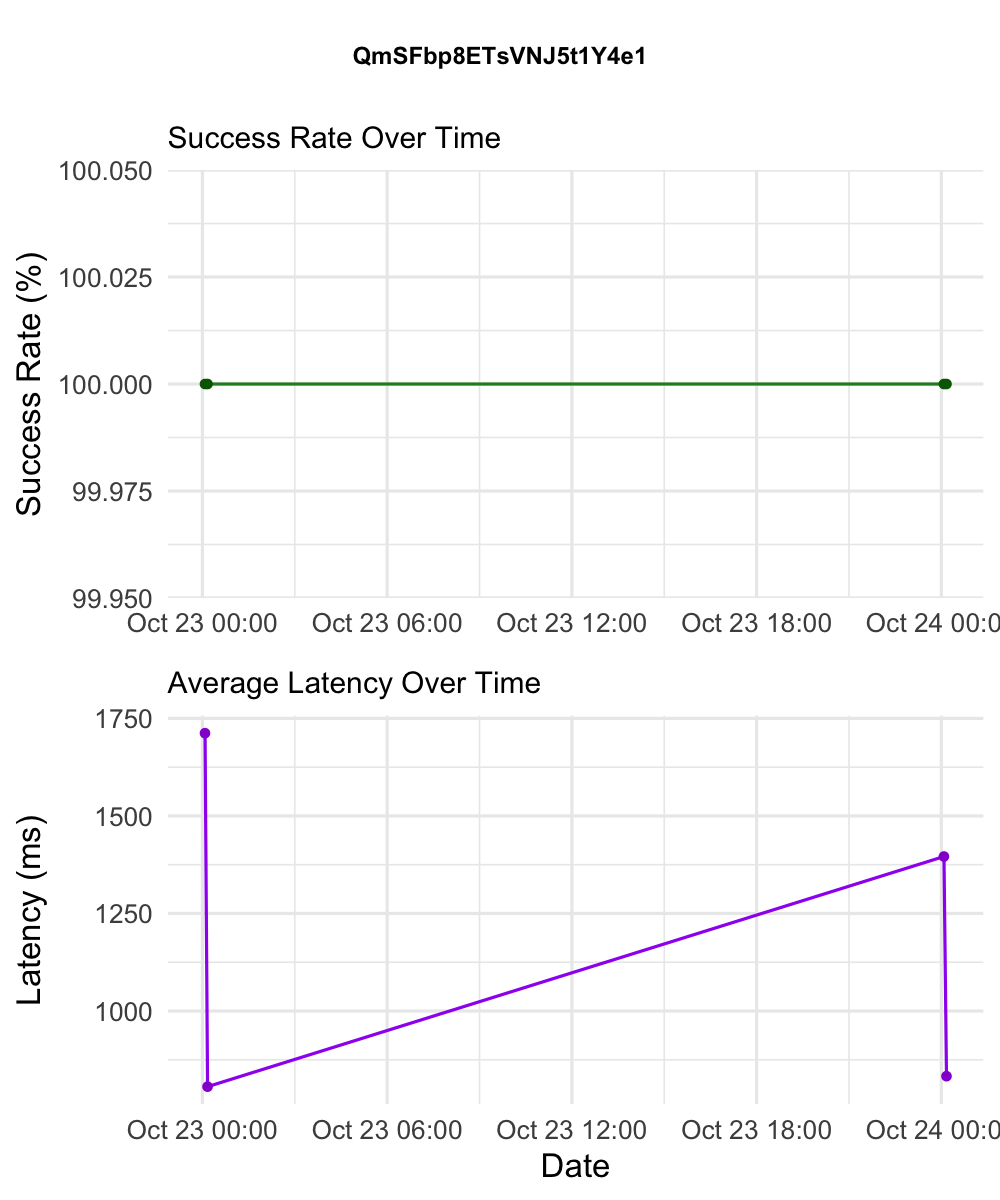 QmSFbp8ETsVNJ5t1Y4e1
Success Rate Over Time
Success Rate (%)
100.050
100.025
100.000
99.975
99.950
Oct 23 00:00 Oct 23 06:00 Oct 23 12:00 Oct 23 18:00 Oct 24 00:0
Average Latency Over Time
Latency (ms)
1750
1500
1250
1000
Oct 23 00:00 Oct 23 06:00 Oct 23 12:00 Oct 23 18:00 Oct 24 00:0
Date